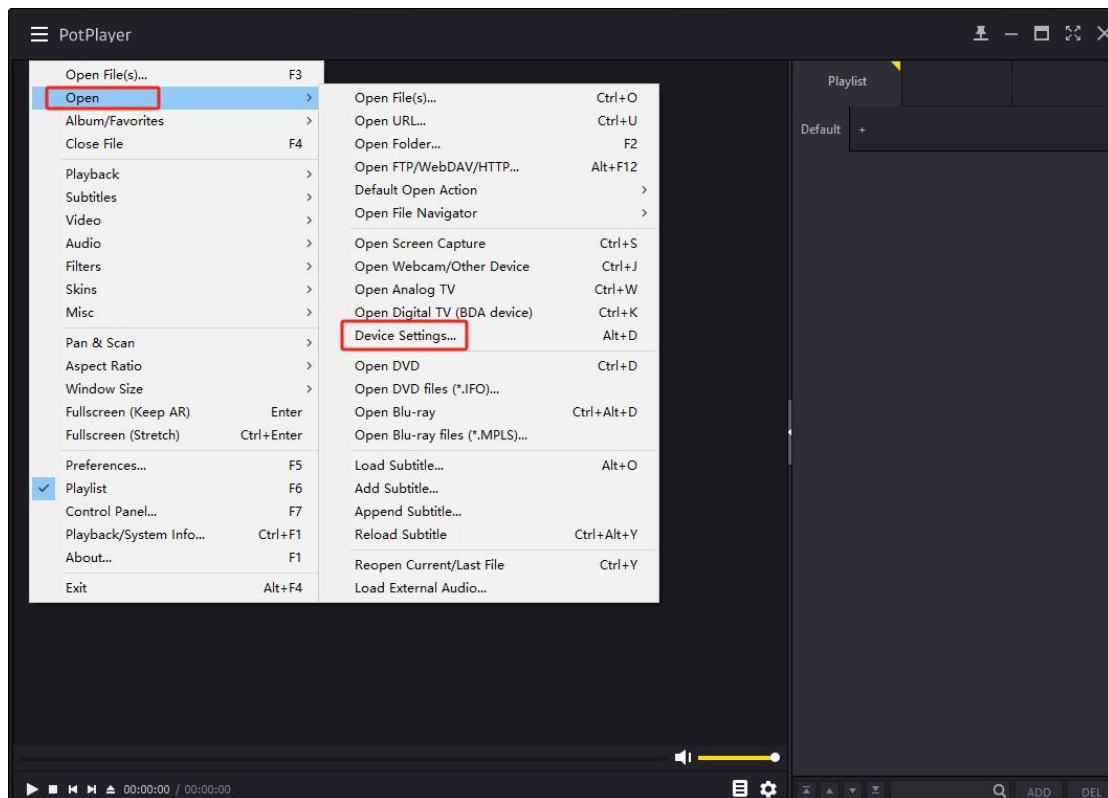 PotPlayer
Open File(s)... F3
Open
Album/Favorites
Close File F4
Playback
Subtitles
Video
Audio
Filters
Skins
Misc
Pan & Scan
Aspect Ratio
Window Size
Fullscreen (Keep AR) Enter
Fullscreen (Stretch) Ctrl+Enter
Preferences... F5
Playlist F6
Control Panel... F7
Playback/System Info... Ctrl+F1
About... F1
Exit Alt+F4
Open File(s)... Ctrl+O
Open URL... Ctrl+U
Open Folder... F2
Open FTP/WebDAV/HTTP... Alt+F12
Default Open Action
Open File Navigator
Open Screen Capture Ctrl+S
Open Webcam/Other Device Ctrl+J
Open Analog TV Ctrl+W
Open Digital TV (BDA device) Ctrl+K
Device Settings... Alt+D
Open DVD Ctrl+D
Open DVD files (*.IFO)...
Open Blu-ray Ctrl+Alt+D
Open Blu-ray files (*.MPLS)...
Load Subtitle... Alt+O
Add Subtitle...
Append Subtitle...
Reload Subtitle Ctrl+Alt+Y
Reopen Current/Last File Ctrl+Y
Load External Audio...
Playlist
Default +
00:00:00 / 00:00:00
ADD DEL